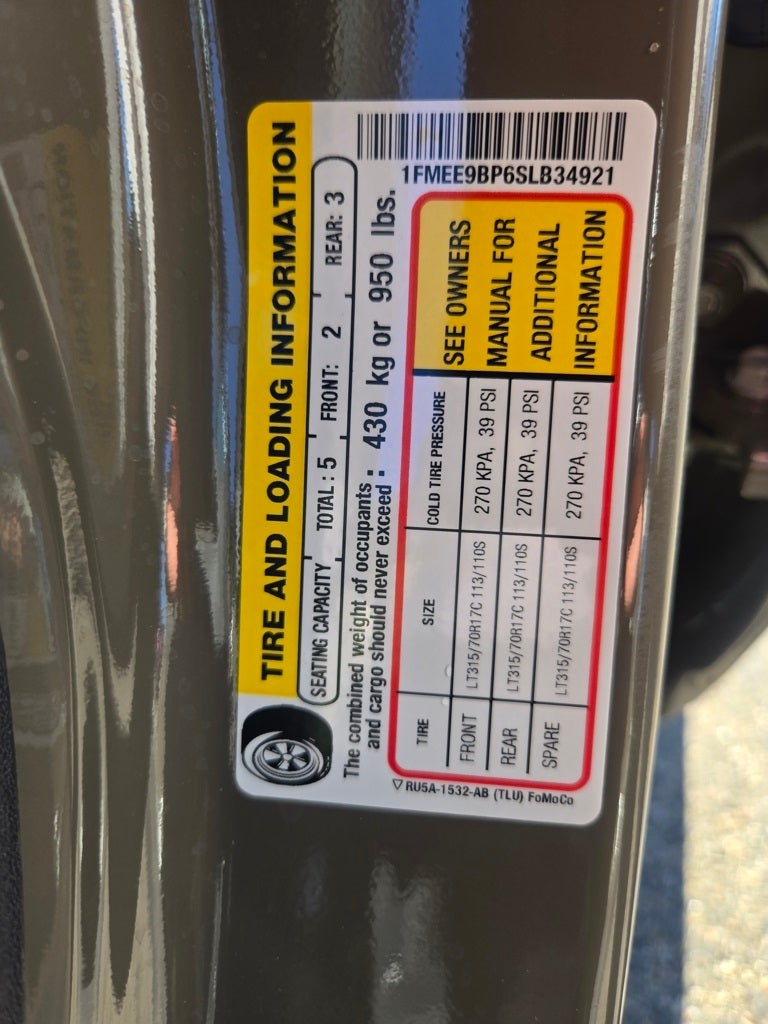 TIRE AND LOADING INFORMATION
SEATING CAPACITY TOTAL : 5 FRONT: 2 REAR: 3
The combined weight of occupants
and cargo should never exceed : 430 kg or 950 lbs.
TIRE SIZE COLD TIRE PRESSURE
FRONT LT315/70R17C 113/110S 270 KPA, 39 PSI
REAR LT315/70R17C 113/110S 270 KPA, 39 PSI
SPARE LT315/70R17C 113/110S 270 KPA, 39 PSI
SEE OWNERS
MANUAL FOR
ADDITIONAL
INFORMATION
1FMEE9BP6SLB34921
RU5A-1532-AB (TLU) FoMoCo